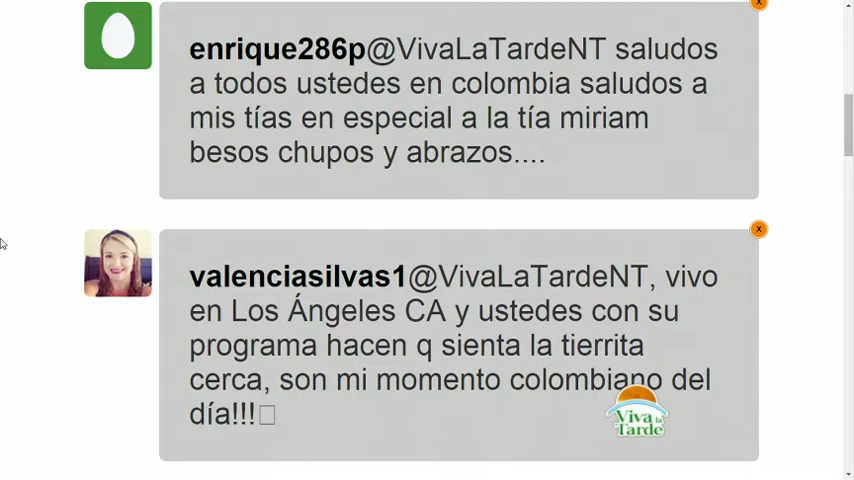 x
enrique286p@VivaLaTardeNT saludos
a todos ustedes en colombia saludos a
mis tías en especial a la tía miriam
besos chupos y abrazos....
x
valenciasilvas1@VivaLaTardeNT, vivo
en Los Ángeles CA y ustedes con su
programa hacen q sienta la tierrita
cerca, son mi momento colombiano del
día!!!
Viva la
Tarde